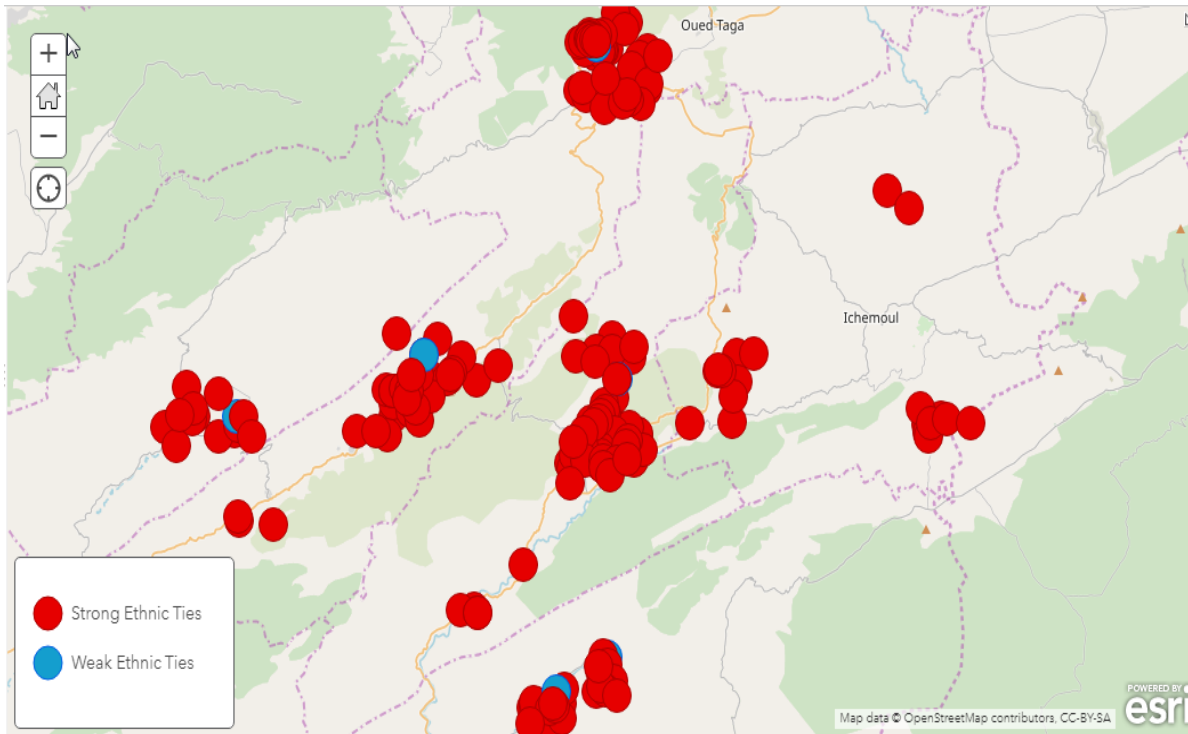 Oued Taga
+
−
Ichemoul
Strong Ethnic Ties
Weak Ethnic Ties
POWERED BY
esri
Map data © OpenStreetMap contributors, CC-BY-SA